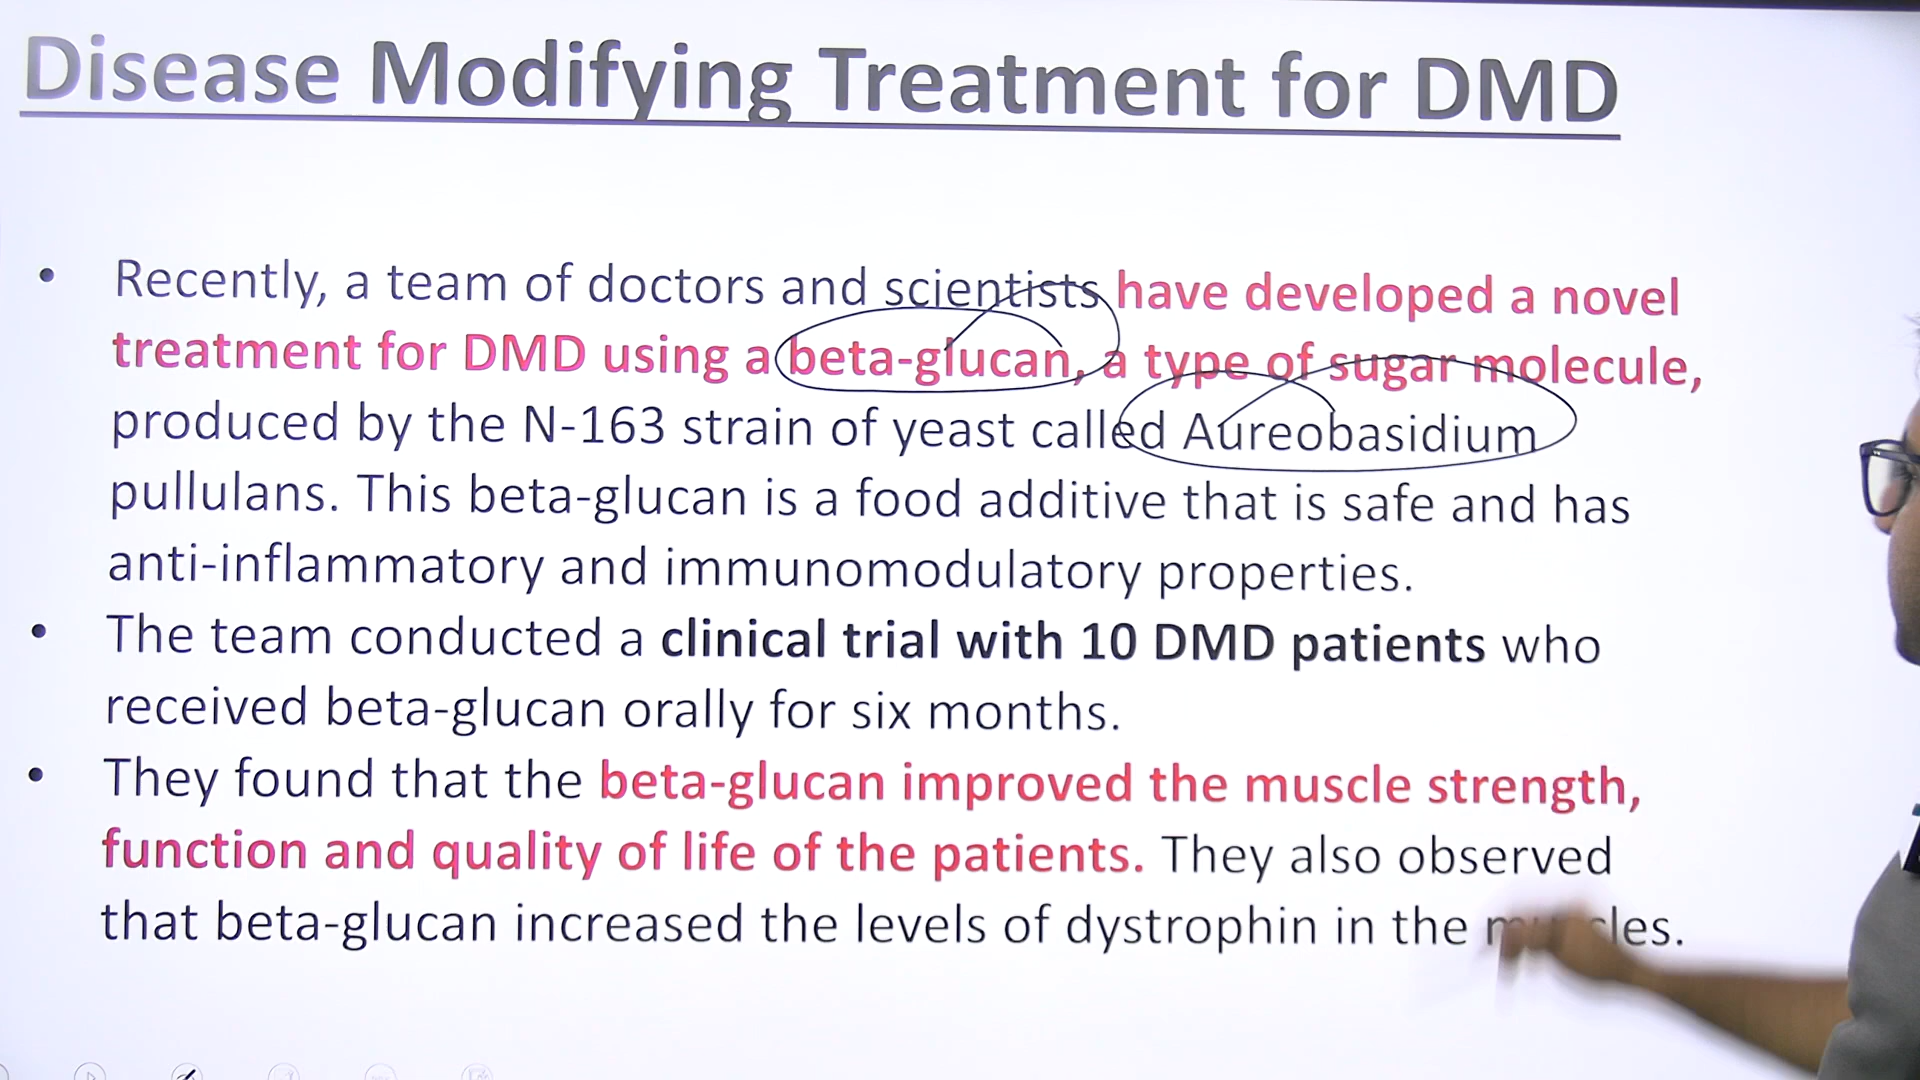 Disease Modifying Treatment for DMD
• Recently, a team of doctors and scientists have developed a novel
treatment for DMD using a beta-glucan, a type of sugar molecule,
produced by the N-163 strain of yeast called Aureobasidium
pullulans. This beta-glucan is a food additive that is safe and has
anti-inflammatory and immunomodulatory properties.
• The team conducted a clinical trial with 10 DMD patients who
received beta-glucan orally for six months.
• They found that the beta-glucan improved the muscle strength,
function and quality of life of the patients. They also observed
that beta-glucan increased the levels of dystrophin in the